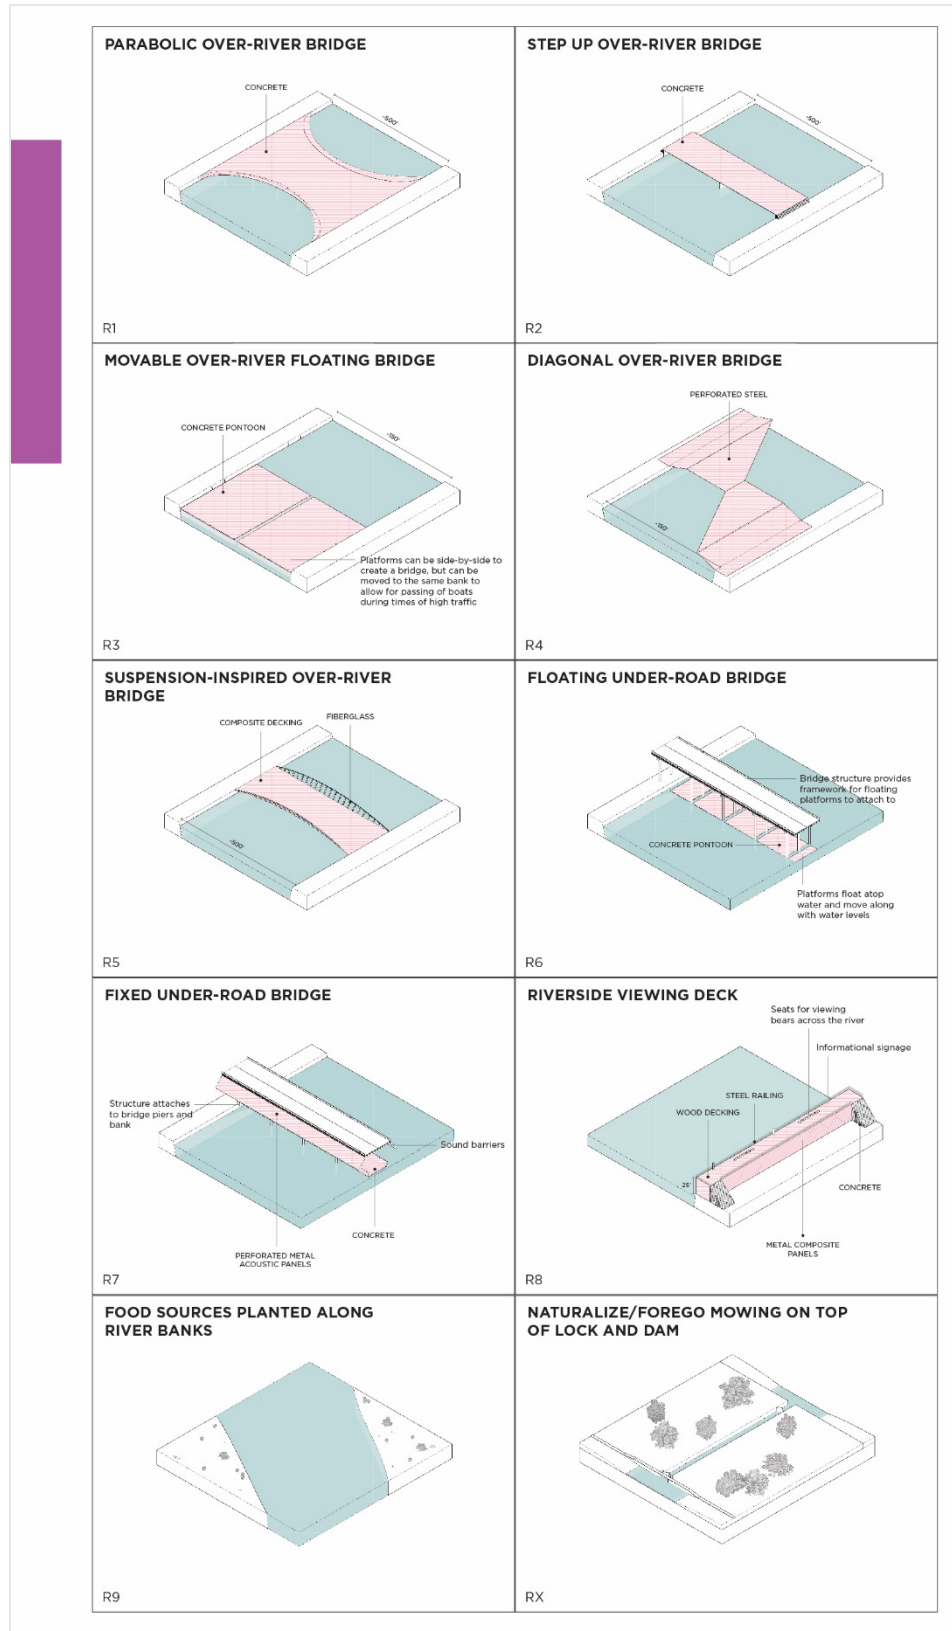 PARABOLIC OVER-RIVER BRIDGE
CONCRETE
~500'
R1
STEP UP OVER-RIVER BRIDGE
CONCRETE
~500'
R2
MOVABLE OVER-RIVER FLOATING BRIDGE
CONCRETE PONTOON
~150'
Platforms can be side-by-side to
create a bridge, but can be
moved to the same bank to
allow for passing of boats
during times of high traffic
R3
DIAGONAL OVER-RIVER BRIDGE
PERFORATED STEEL
~150'
R4
SUSPENSION-INSPIRED OVER-RIVER
BRIDGE
COMPOSITE DECKING
FIBERGLASS
~500'
R5
FLOATING UNDER-ROAD BRIDGE
Bridge structure provides
framework for floating
platforms to attach to
CONCRETE PONTOON
Platforms float atop
water and move along
with water levels
R6
FIXED UNDER-ROAD BRIDGE
Structure attaches
to bridge piers and
bank
Sound barriers
CONCRETE
PERFORATED METAL
ACOUSTIC PANELS
R7
RIVERSIDE VIEWING DECK
Seats for viewing
bears across the river
Informational signage
STEEL RAILING
WOOD DECKING
25'
CONCRETE
METAL COMPOSITE
PANELS
R8
FOOD SOURCES PLANTED ALONG
RIVER BANKS
R9
NATURALIZE/FOREGO MOWING ON TOP
OF LOCK AND DAM
RX